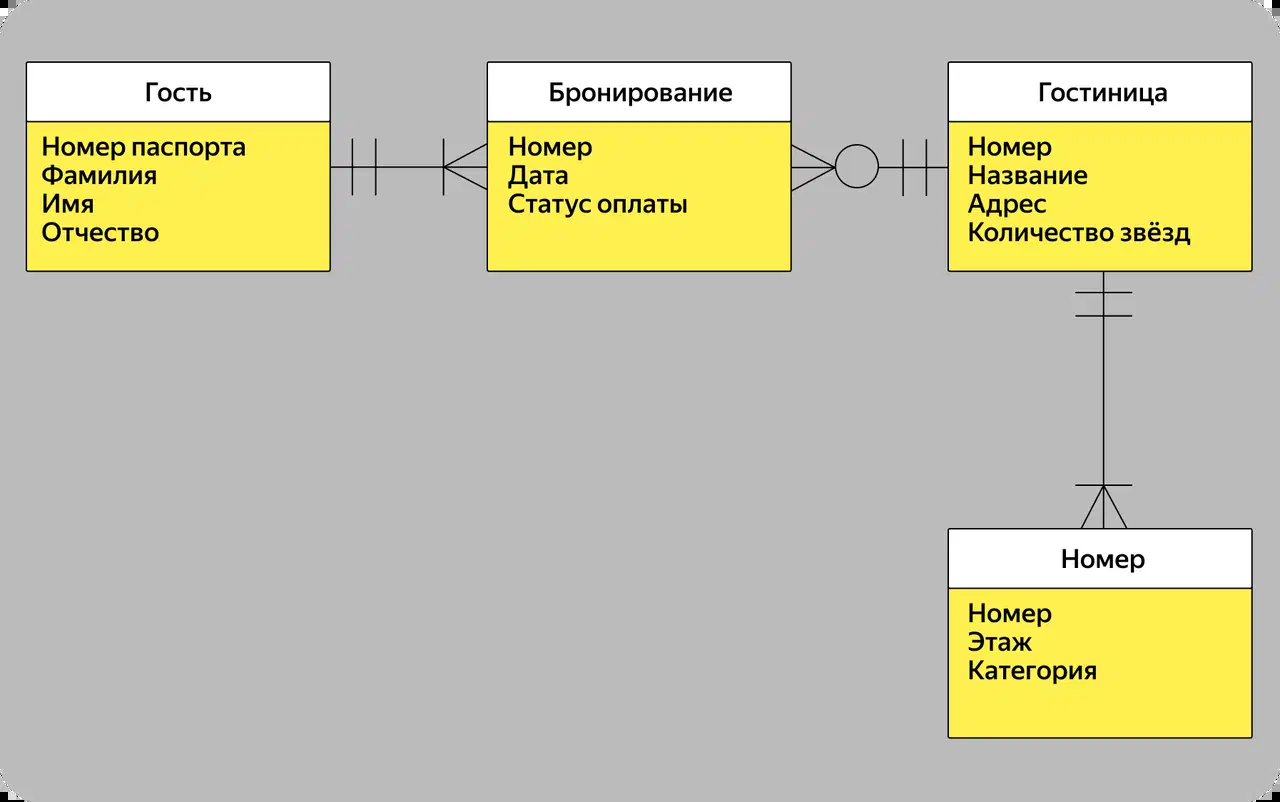 Гость
Номер паспорта
Фамилия
Имя
Отчество
Бронирование
Номер
Дата
Статус оплаты
Гостиница
Номер
Название
Адрес
Количество звёзд
Номер
Номер
Этаж
Категория